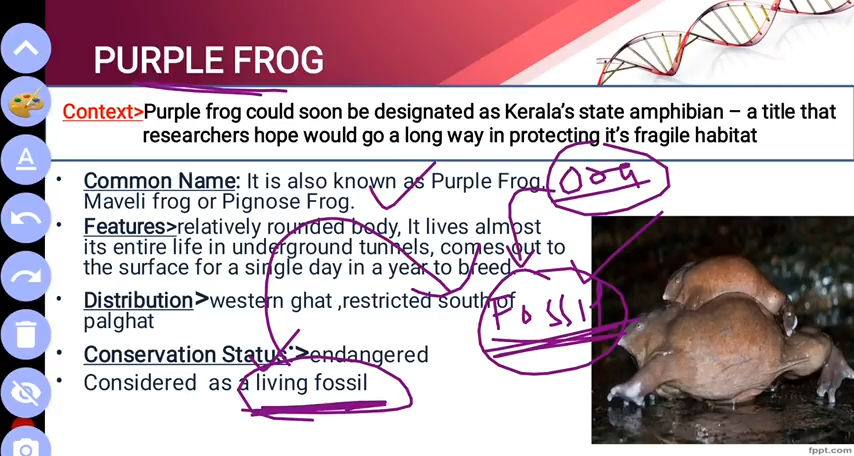 PURPLE FROG
Context>Purple frog could soon be designated as Kerala's state amphibian – a title that
researchers hope would go a long way in protecting it's fragile habitat
• Common Name: It is also known as Purple Frog,
Maveli frog or Pignose Frog.
• Features>relatively rounded body, It lives almost
its entire life in underground tunnels, comes out to
the surface for a single day in a year to breed.
• Distribution>western ghat ,restricted south of
palghat
• Conservation Status:>endangered
• Considered as a living fossil
Fossil
A
fppt.com